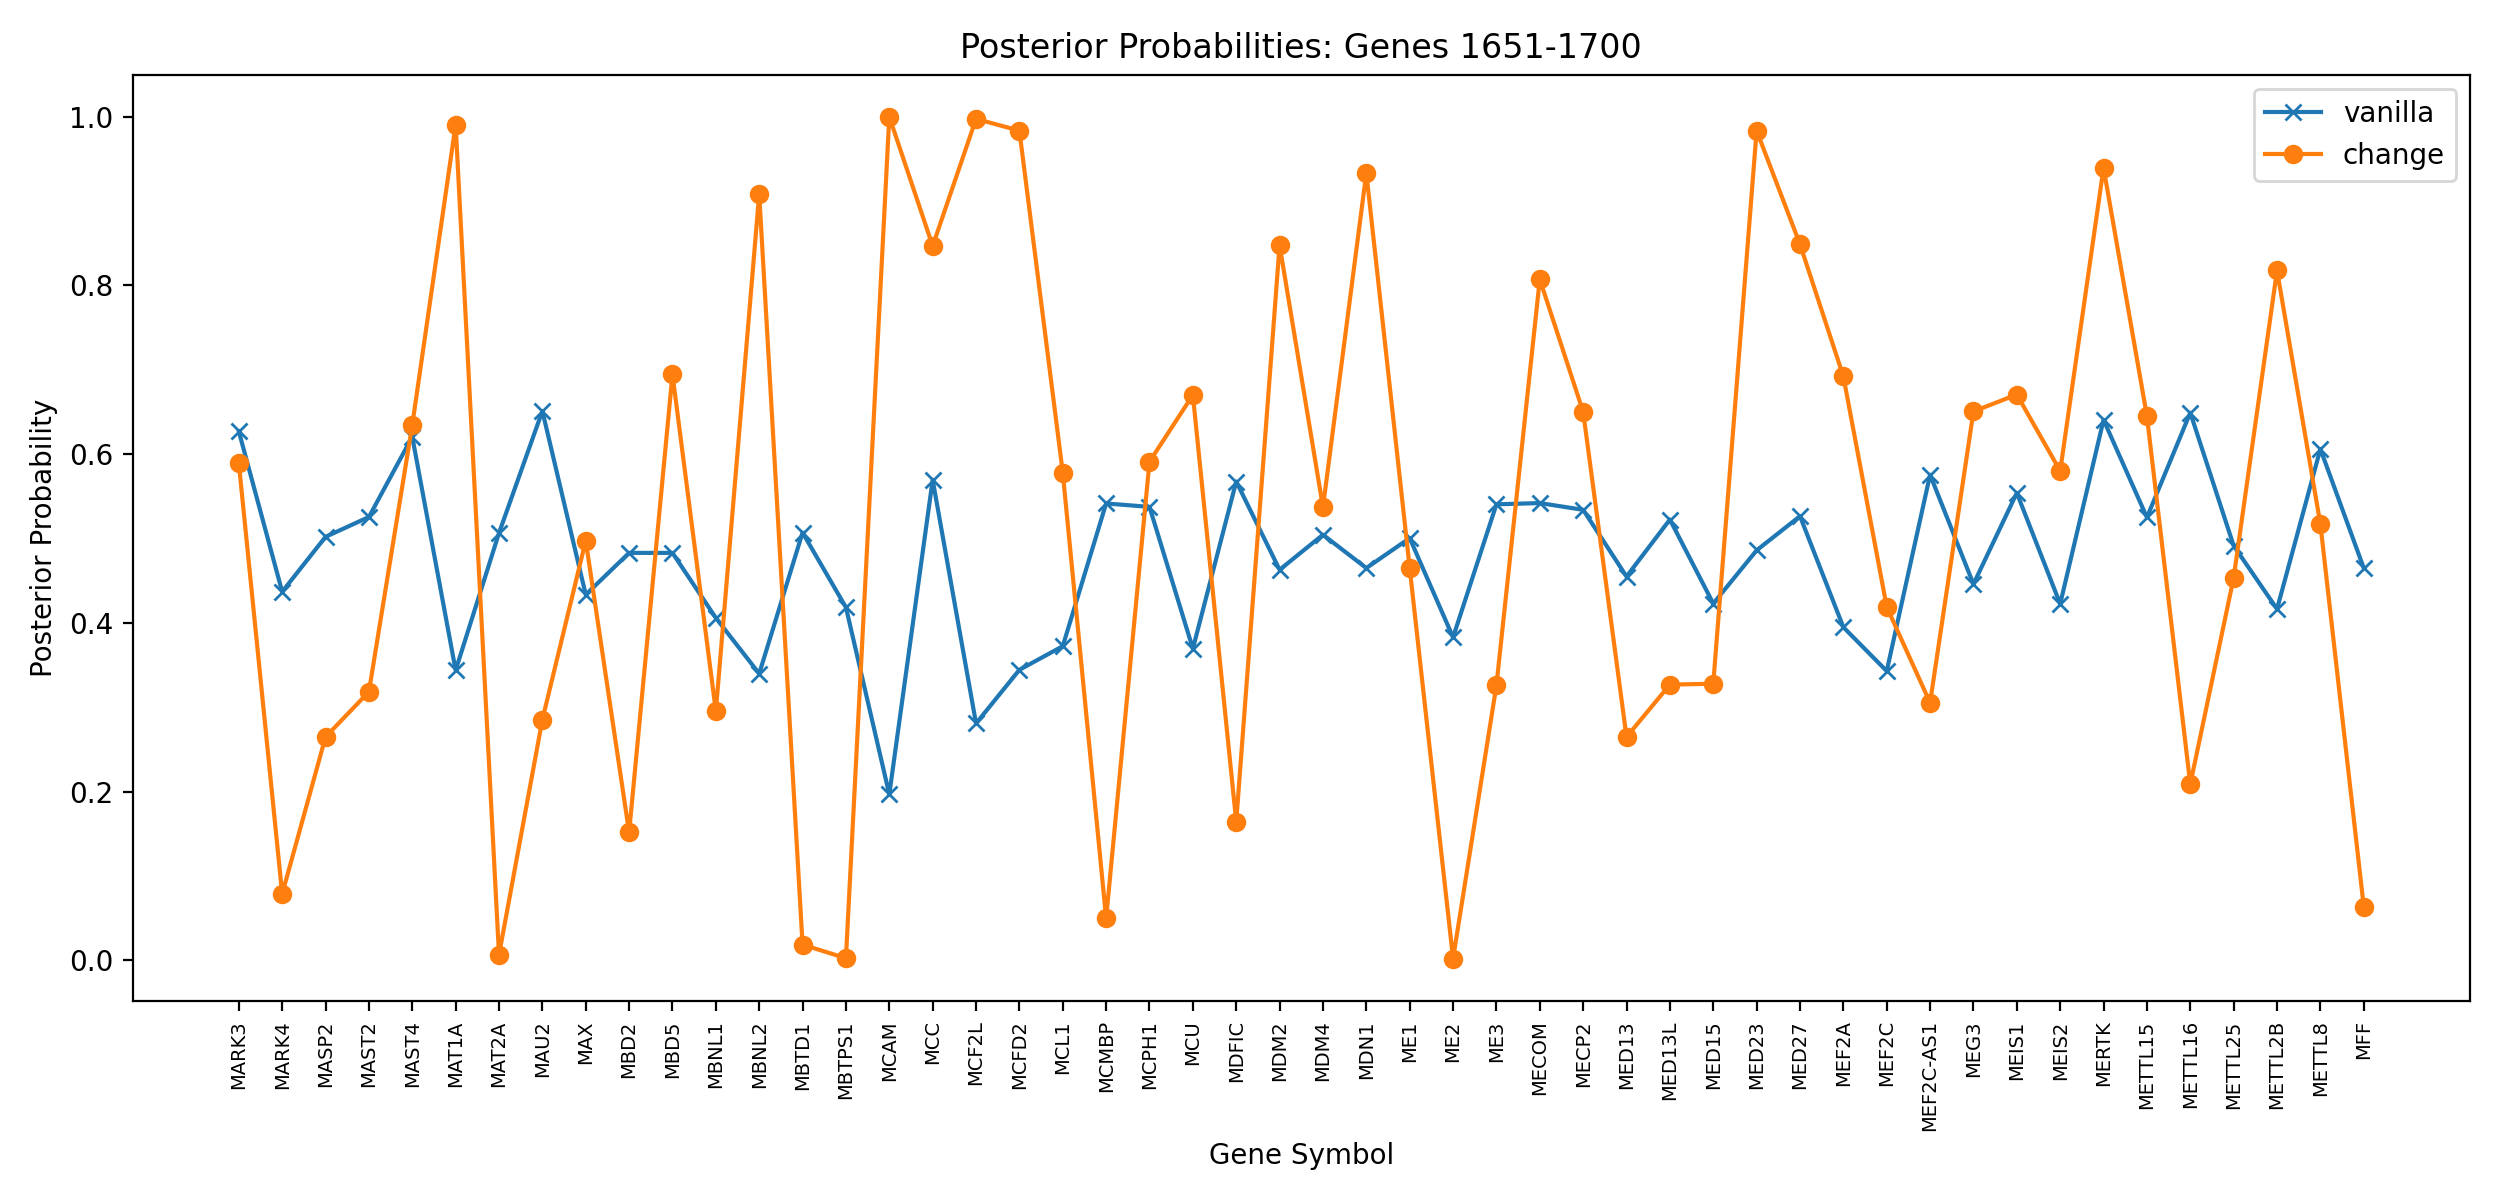 Posterior Probabilities: Genes 1651-1700
vanilla
change
Posterior Probability
1.0
0.8
0.6
0.4
0.2
0.0
MARK3
MARK4
MASP2
MAST2
MAST4
MAT1A
MAT2A
MAU2
MAX
MBD2
MBD5
MBNL1
MBNL2
MBTD1
MBTPS1
MCAM
MCC
MCF2L
MCFD2
MCL1
MCMBP
MCPH1
MCU
MDFIC
MDM2
MDM4
MDN1
ME1
ME2
ME3
MECOM
MECP2
MED13
MED13L
MED15
MED23
MED27
MEF2A
MEF2C
MEF2C-AS1
MEG3
MEIS1
MEIS2
MERTK
METTL15
METTL16
METTL25
METTL2B
METTL8
MFF
Gene Symbol